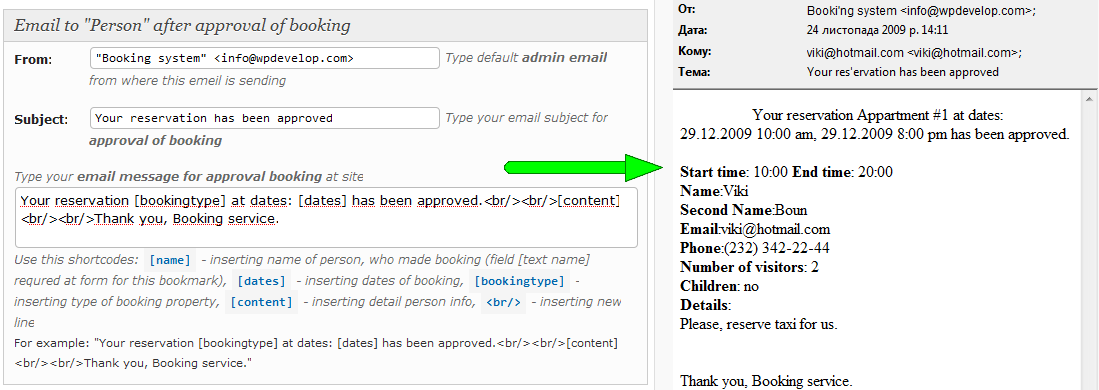 Email to "Person" after approval of booking
From: "Booking system" <info@wpdevelop.com> Type default admin email
from where this emeil is sending
Subject: Your reservation has been approved Type your email subject for
approval of booking
Type your email message for approval booking at site
Your reservation [bookingtype] at dates: [dates] has been approved.<br/><br/>[content]
<br/><br/>Thank you, Booking service.
Use this shortcodes: [name] - inserting name of person, who made booking (field [text name]
requred at form for this bookmark), [dates] - inserting dates of booking, [bookingtype] -
inserting type of booking property, [content] - inserting detail person info, <br/> - inserting new
line
For example: "Your reservation [bookingtype] at dates: [dates] has been approved.<br/><br/>[content]
<br/><br/>Thank you, Booking service."
От: Booki'ng system <info@wpdevelop.com>;
Дата: 24 листопада 2009 р. 14:11
Кому: viki@hotmail.com <viki@hotmail.com>;
Тема: Your res'ervation has been approved
Your reservation Appartment #1 at dates:
29.12.2009 10:00 am, 29.12.2009 8:00 pm has been approved.
Start time: 10:00 End time: 20:00
Name:Viki
Second Name:Boun
Email:viki@hotmail.com
Phone:(232) 342-22-44
Number of visitors: 2
Children: no
Details:
Please, reserve taxi for us.
Thank you, Booking service.